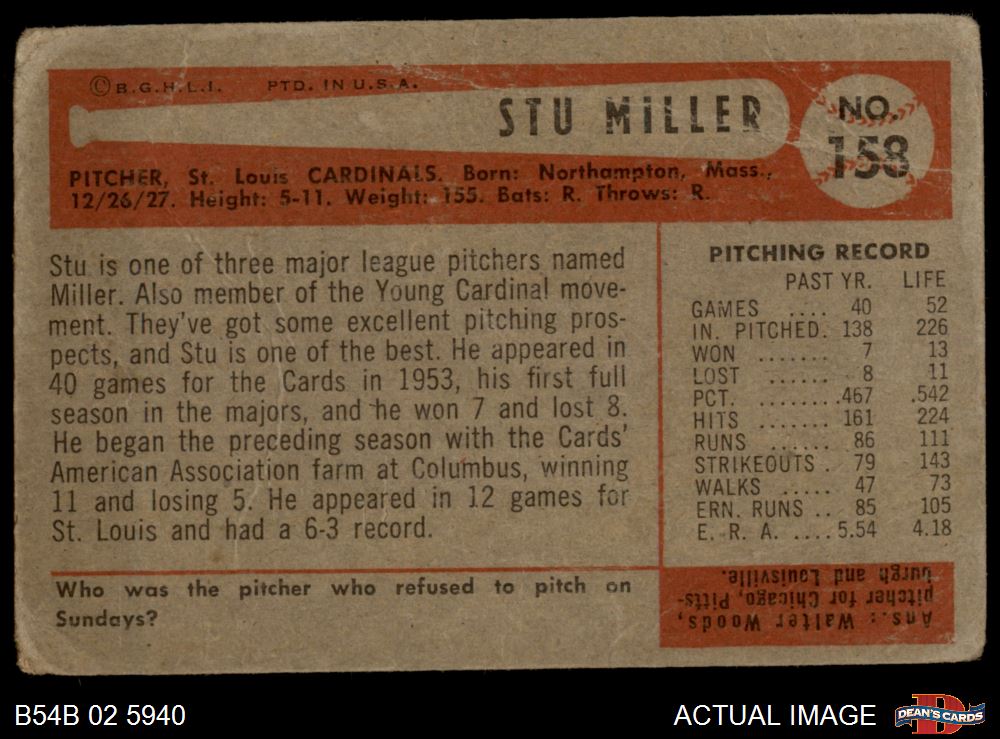 © B.G.H.L.I. PTD. IN U.S.A.
STU MILLER
NO.
158
PITCHER, St. Louis CARDINALS. Born: Northampton, Mass.,
12/26/27. Height: 5-11. Weight: 155. Bats: R. Throws: R.
Stu is one of three major league pitchers named
Miller. Also member of the Young Cardinal move-
ment. They've got some excellent pitching pros-
pects, and Stu is one of the best. He appeared in
40 games for the Cards in 1953, his first full
season in the majors, and he won 7 and lost 8.
He began the preceding season with the Cards'
American Association farm at Columbus, winning
11 and losing 5. He appeared in 12 games for
St. Louis and had a 6-3 record.
PITCHING RECORD
PAST YR. LIFE
GAMES .... 40 52
IN. PITCHED. 138 226
WON ....... 7 13
LOST ...... 8 11
PCT. ........ .467 .542
HITS ....... 161 224
RUNS ...... 86 111
STRIKEOUTS . 79 143
WALKS ..... 47 73
ERN. RUNS .. 85 105
E. R. A. .... 5.54 4.18
Who was the pitcher who refused to pitch on
Sundays?
Ans.: Walter Woods,
pitcher for Chicago, Pitts-
burgh and Louisville.
B54B 02 5940
ACTUAL IMAGE
D
DEAN'S CARDS